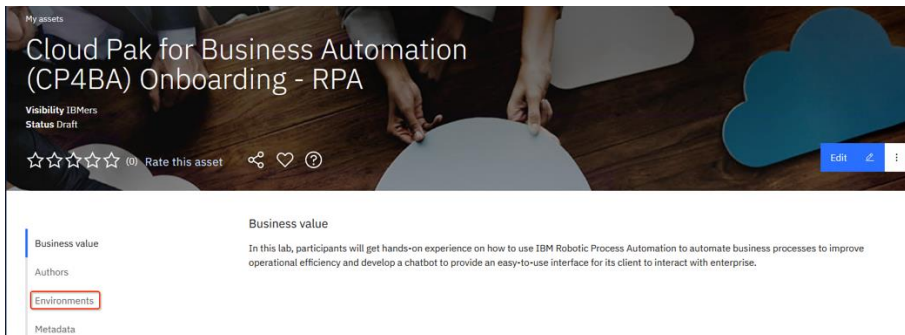 My assets
Cloud Pak for Business Automation
(CP4BA) Onboarding - RPA
Visibility IBMers
Status Draft
(0) Rate this asset
Edit
Business value
Business value
In this lab, participants will get hands-on experience on how to use IBM Robotic Process Automation to automate business processes to improve
operational efficiency and develop a chatbot to provide an easy-to-use interface for its client to interact with enterprise.
Authors
Environments
Metadata